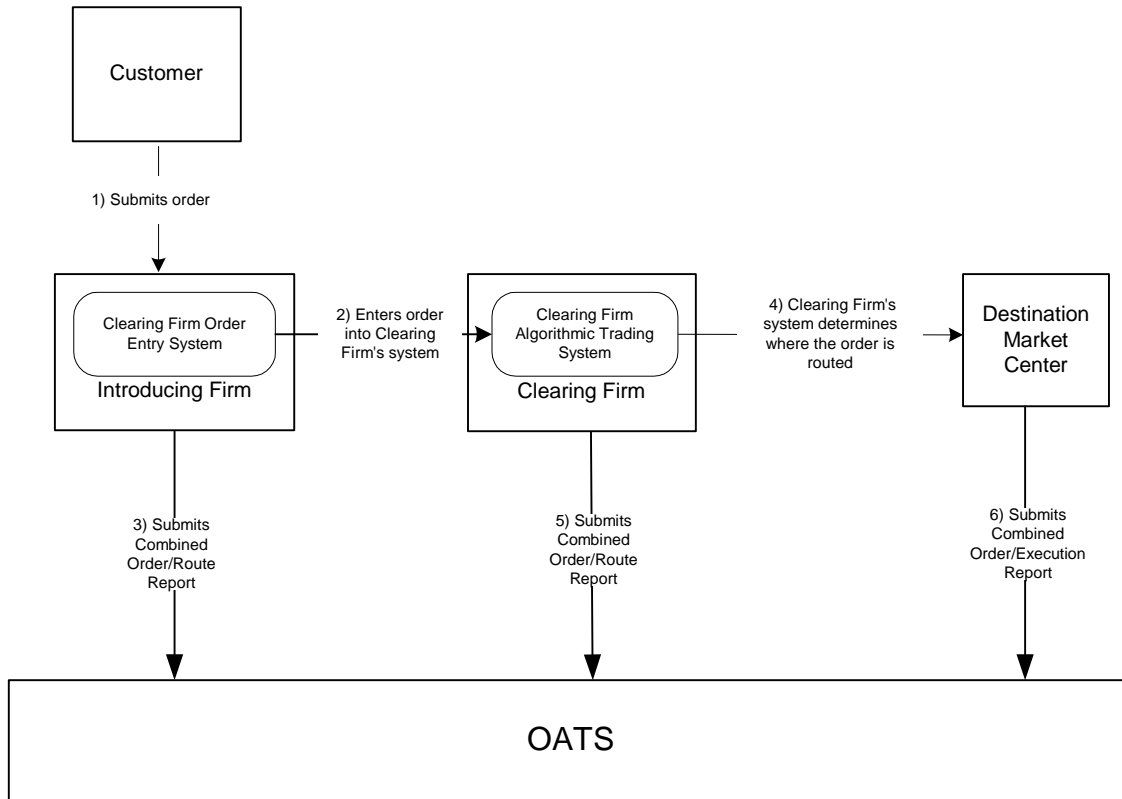 Customer
1) Submits order
Clearing Firm Order
Entry System
Introducing Firm
2) Enters order
into Clearing
Firm's system
Clearing Firm
Algorithmic Trading
System
Clearing Firm
4) Clearing Firm's
system determines
where the order is
routed
Destination
Market
Center
3) Submits
Combined
Order/Route
Report
5) Submits
Combined
Order/Route
Report
6) Submits
Combined
Order/Execution
Report
OATS